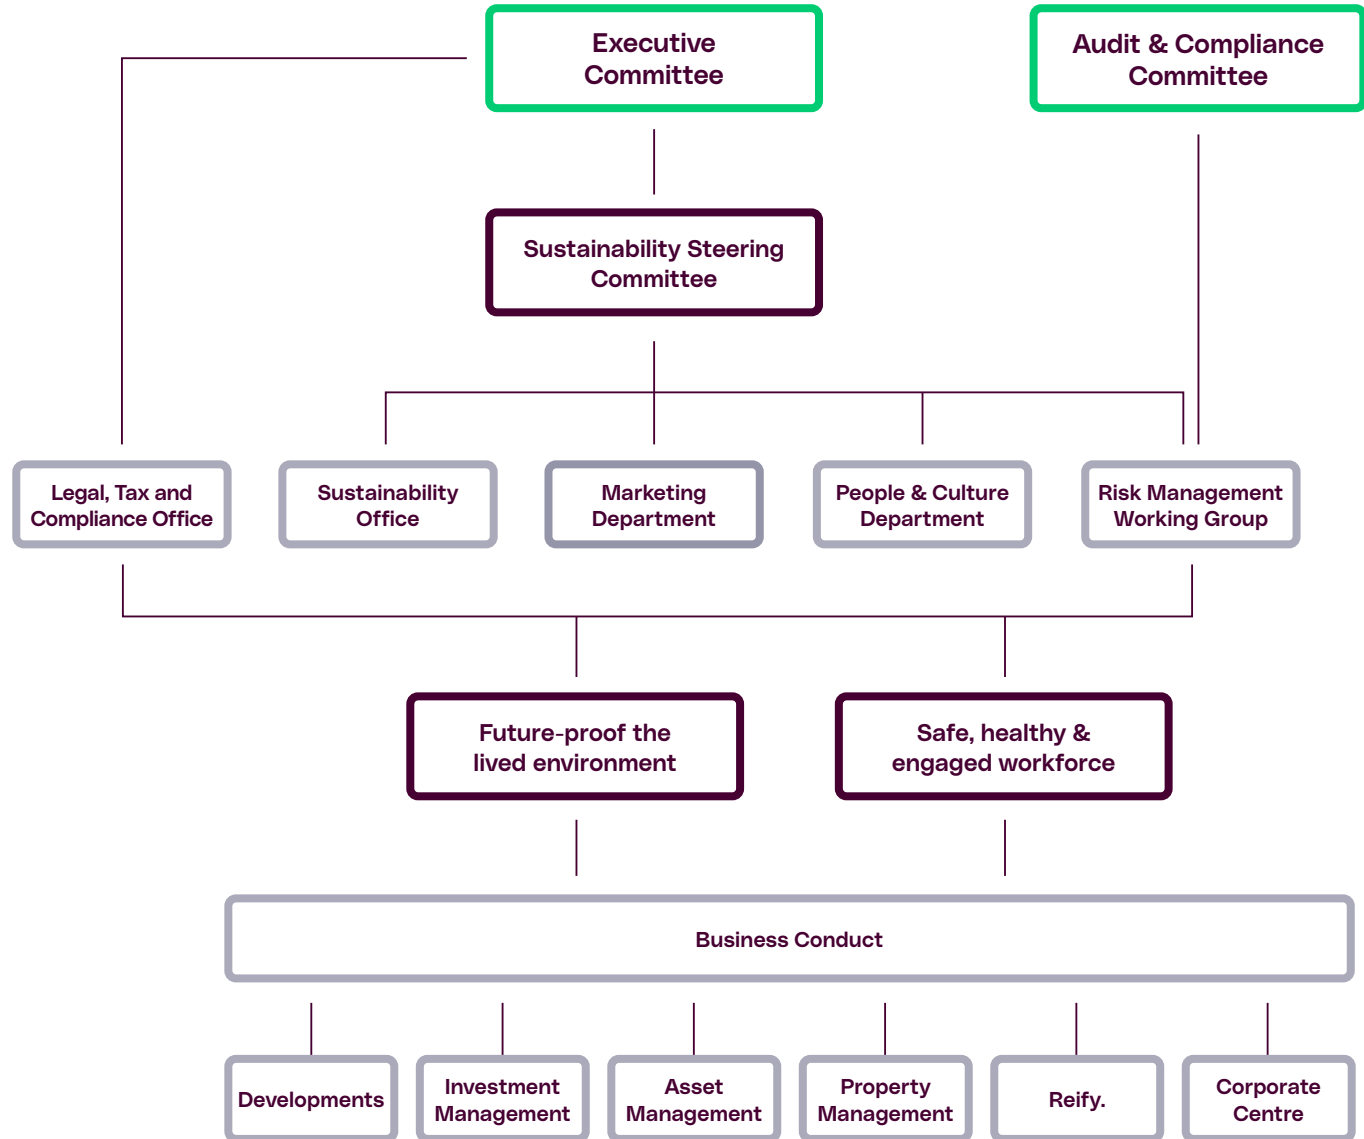 Executive
Committee
Audit & Compliance
Committee
Sustainability Steering
Committee
Legal, Tax and
Compliance Office
Sustainability
Office
Marketing
Department
People & Culture
Department
Risk Management
Working Group
Future-proof the
lived environment
Safe, healthy &
engaged workforce
Business Conduct
Developments
Investment
Management
Asset
Management
Property
Management
Reify.
Corporate
Centre